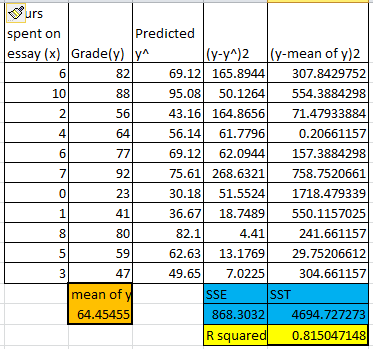 urs
spent on Predicted
essay (x) Grade(y) y^ (y-y^)2 (y-mean of y)2
6 82 69.12 165.8944 307.8429752
10 88 95.08 50.1264 554.3884298
2 56 43.16 164.8656 71.47933884
4 64 56.14 61.7796 0.20661157
6 77 69.12 62.0944 157.3884298
7 92 75.61 268.6321 758.7520661
0 23 30.18 51.5524 1718.479339
1 41 36.67 18.7489 550.1157025
8 80 82.1 4.41 241.661157
5 59 62.63 13.1769 29.75206612
3 47 49.65 7.0225 304.661157
mean of y SSE SST
64.45455 868.3032 4694.727273
R squared 0.815047148